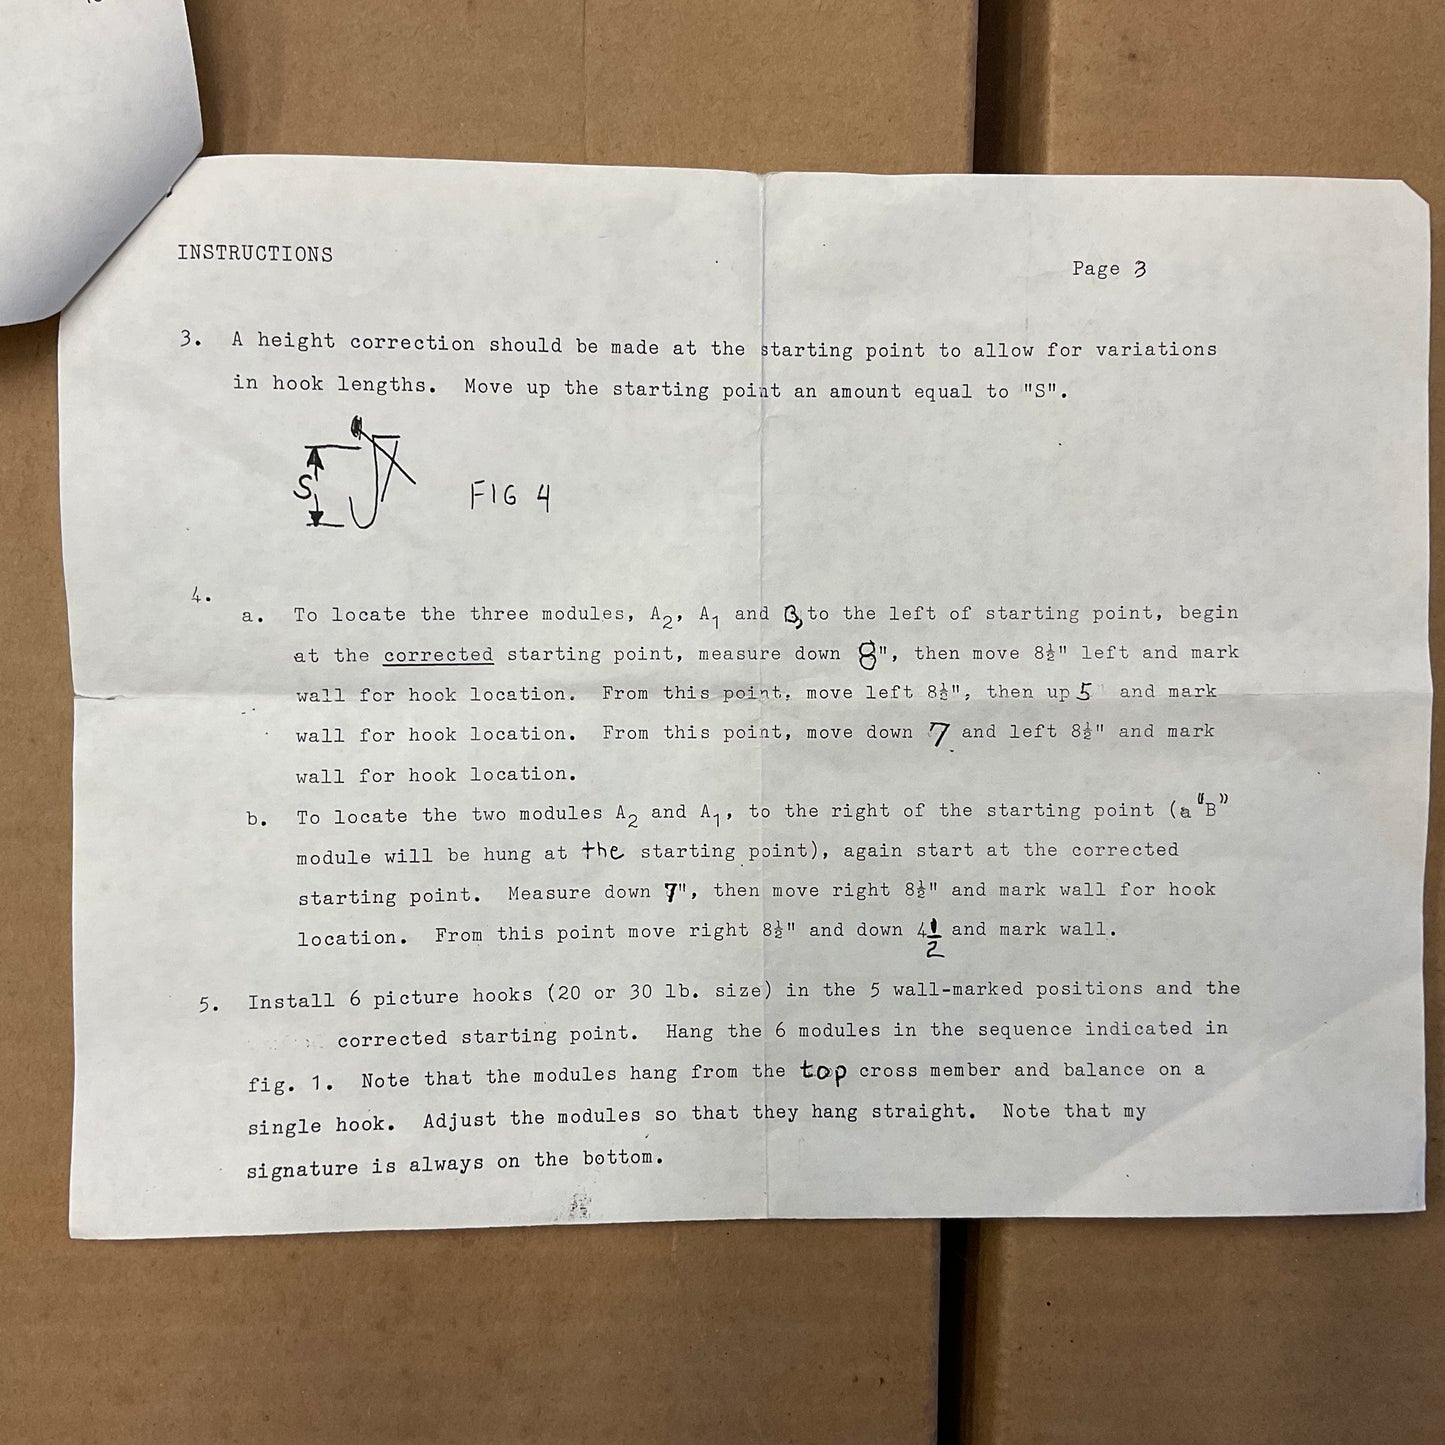 INSTRUCTIONS
Page 3
3. A height correction should be made at the starting point to allow for variations
in hook lengths. Move up the starting point an amount equal to "S".
S
FIG 4
4.
a. To locate the three modules, A₂, A₁ and B, to the left of starting point, begin
at the corrected starting point, measure down 8", then move 8½" left and mark
wall for hook location. From this point, move left 8½", then up 5" and mark
wall for hook location. From this point, move down 7 and left 8½" and mark
wall for hook location.
b. To locate the two modules A₂ and A₁, to the right of the starting point (a "B"
module will be hung at the starting point), again start at the corrected
starting point. Measure down 7", then move right 8½" and mark wall for hook
location. From this point move right 8½" and down 4½ and mark wall.
5. Install 6 picture hooks (20 or 30 lb. size) in the 5 wall-marked positions and the
corrected starting point. Hang the 6 modules in the sequence indicated in
fig. 1. Note that the modules hang from the top cross member and balance on a
single hook. Adjust the modules so that they hang straight. Note that my
signature is always on the bottom.